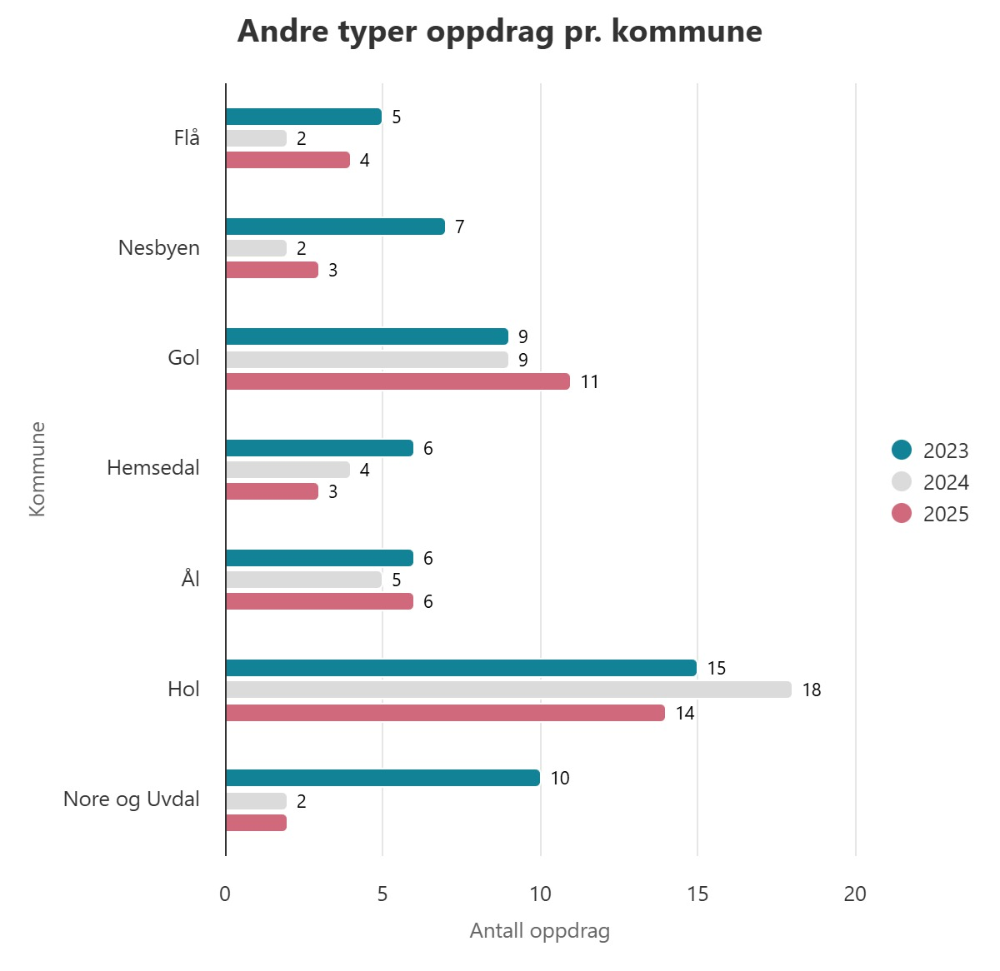 Andre typer oppdrag pr. kommune
Flå
5
2
4
Nesbyen
7
2
3
Gol
9
9
11
Hemsedal
6
4
3
Ål
6
5
6
Hol
15
18
14
Nore og Uvdal
10
2
0
5
10
15
20
Antall oppdrag
Kommune
2023
2024
2025